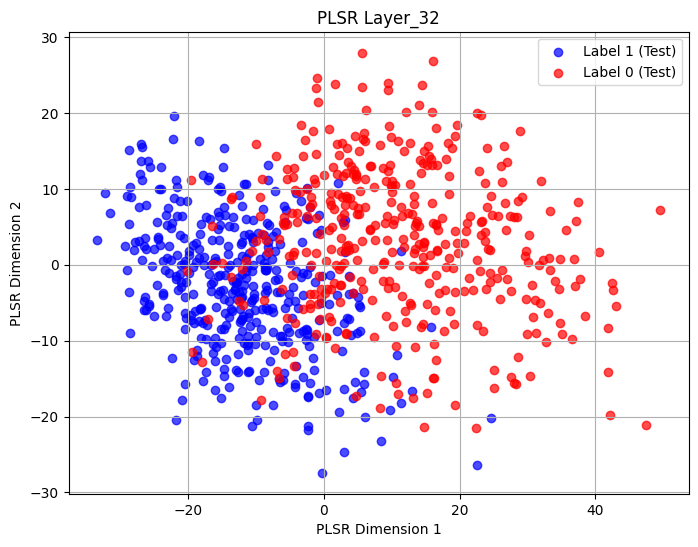 PLSR Layer_32
Label 1 (Test)
Label 0 (Test)
30
20
10
0
−10
−20
−30
PLSR Dimension 2
−20
0
20
40
PLSR Dimension 1